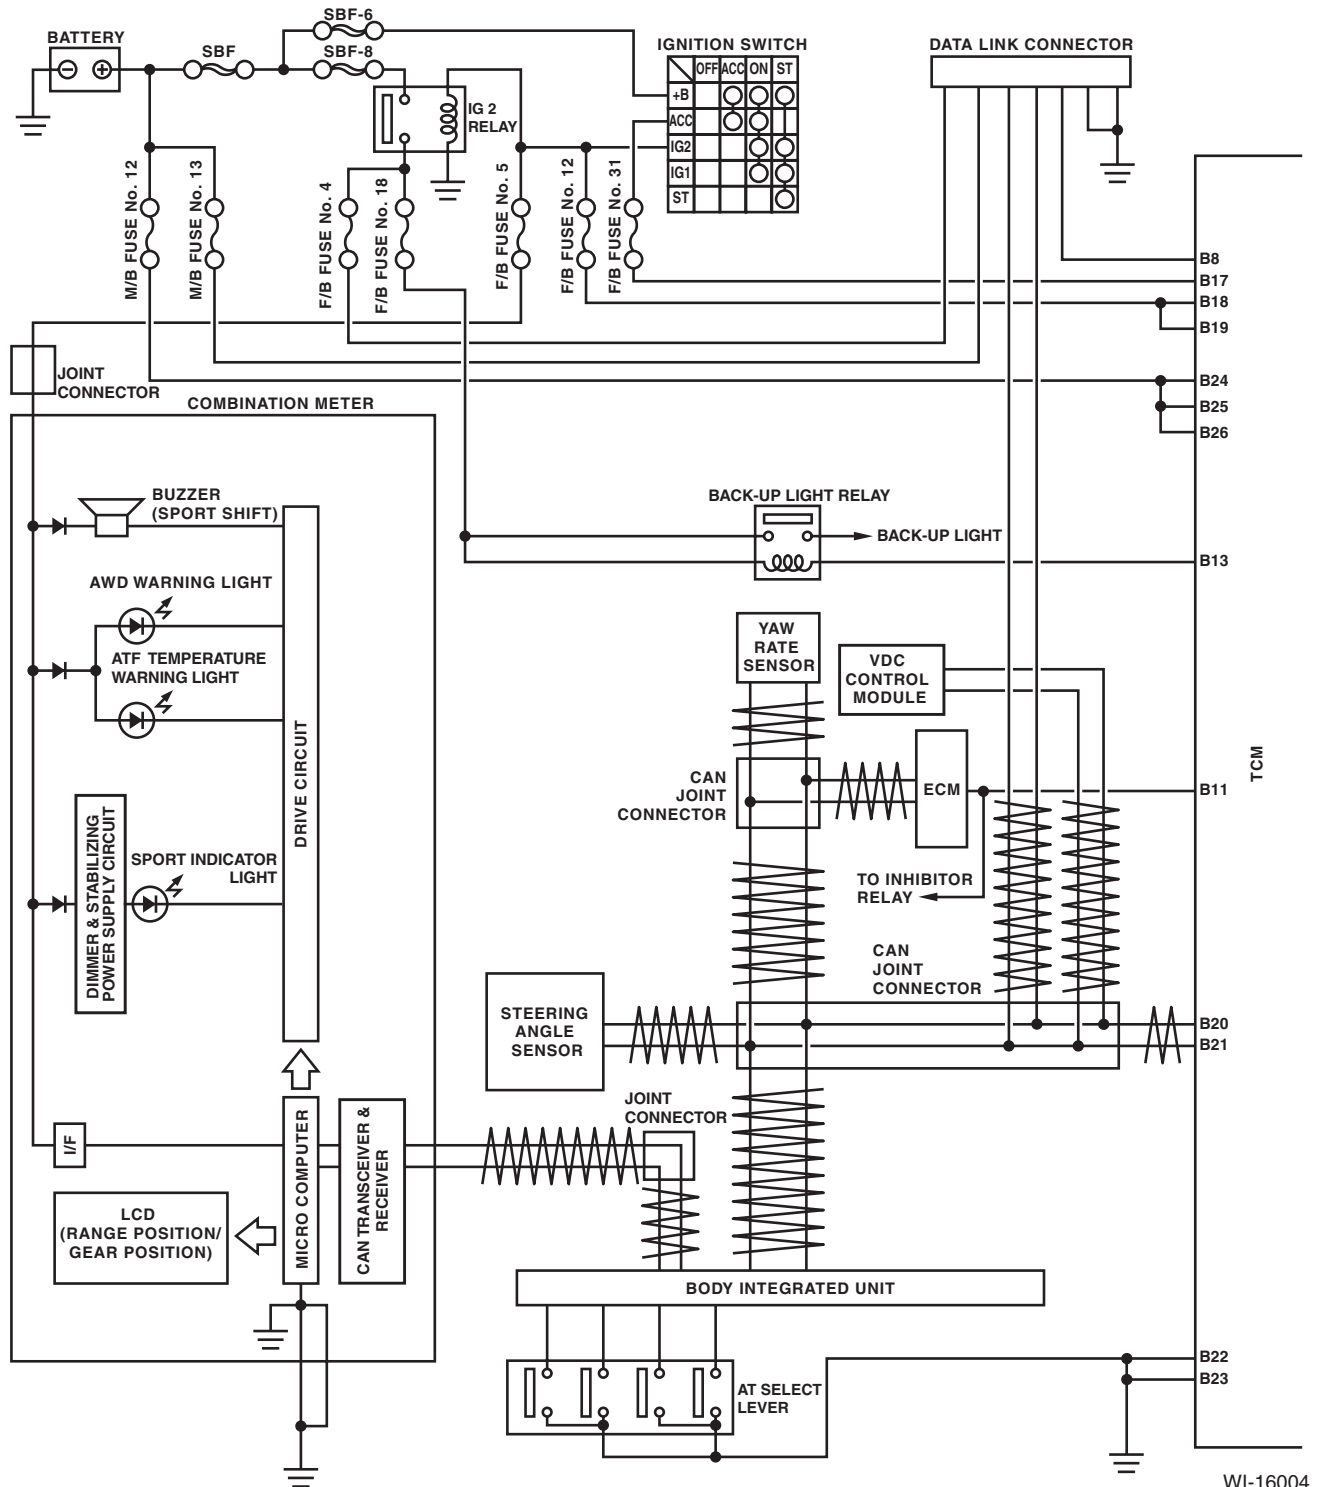 SBF-6
BATTERY
SBF
SBF-8
IGNITION SWITCH
DATA LINK CONNECTOR
OFF ACC ON ST
+B
ACC
IG2
IG1
ST
IG 2
RELAY
M/B FUSE No. 12
M/B FUSE No. 13
F/B FUSE No. 4
F/B FUSE No. 18
F/B FUSE No. 5
F/B FUSE No. 12
F/B FUSE No. 31
B8
B17
B18
B19
B24
B25
B26
JOINT
CONNECTOR
COMBINATION METER
BUZZER
(SPORT SHIFT)
BACK-UP LIGHT RELAY
BACK-UP LIGHT
B13
AWD WARNING LIGHT
ATF TEMPERATURE
WARNING LIGHT
DRIVE CIRCUIT
YAW
RATE
SENSOR
VDC
CONTROL
MODULE
CAN
JOINT
CONNECTOR
ECM
B11
TCM
DIMMER & STABILIZING
POWER SUPPLY CIRCUIT
SPORT INDICATOR
LIGHT
TO INHIBITOR
RELAY
CAN
JOINT
CONNECTOR
STEERING
ANGLE
SENSOR
B20
B21
JOINT
CONNECTOR
I/F
MICRO COMPUTER
CAN TRANSCEIVER &
RECEIVER
LCD
(RANGE POSITION/
GEAR POSITION)
BODY INTEGRATED UNIT
AT SELECT
LEVER
B22
B23
WI-16004